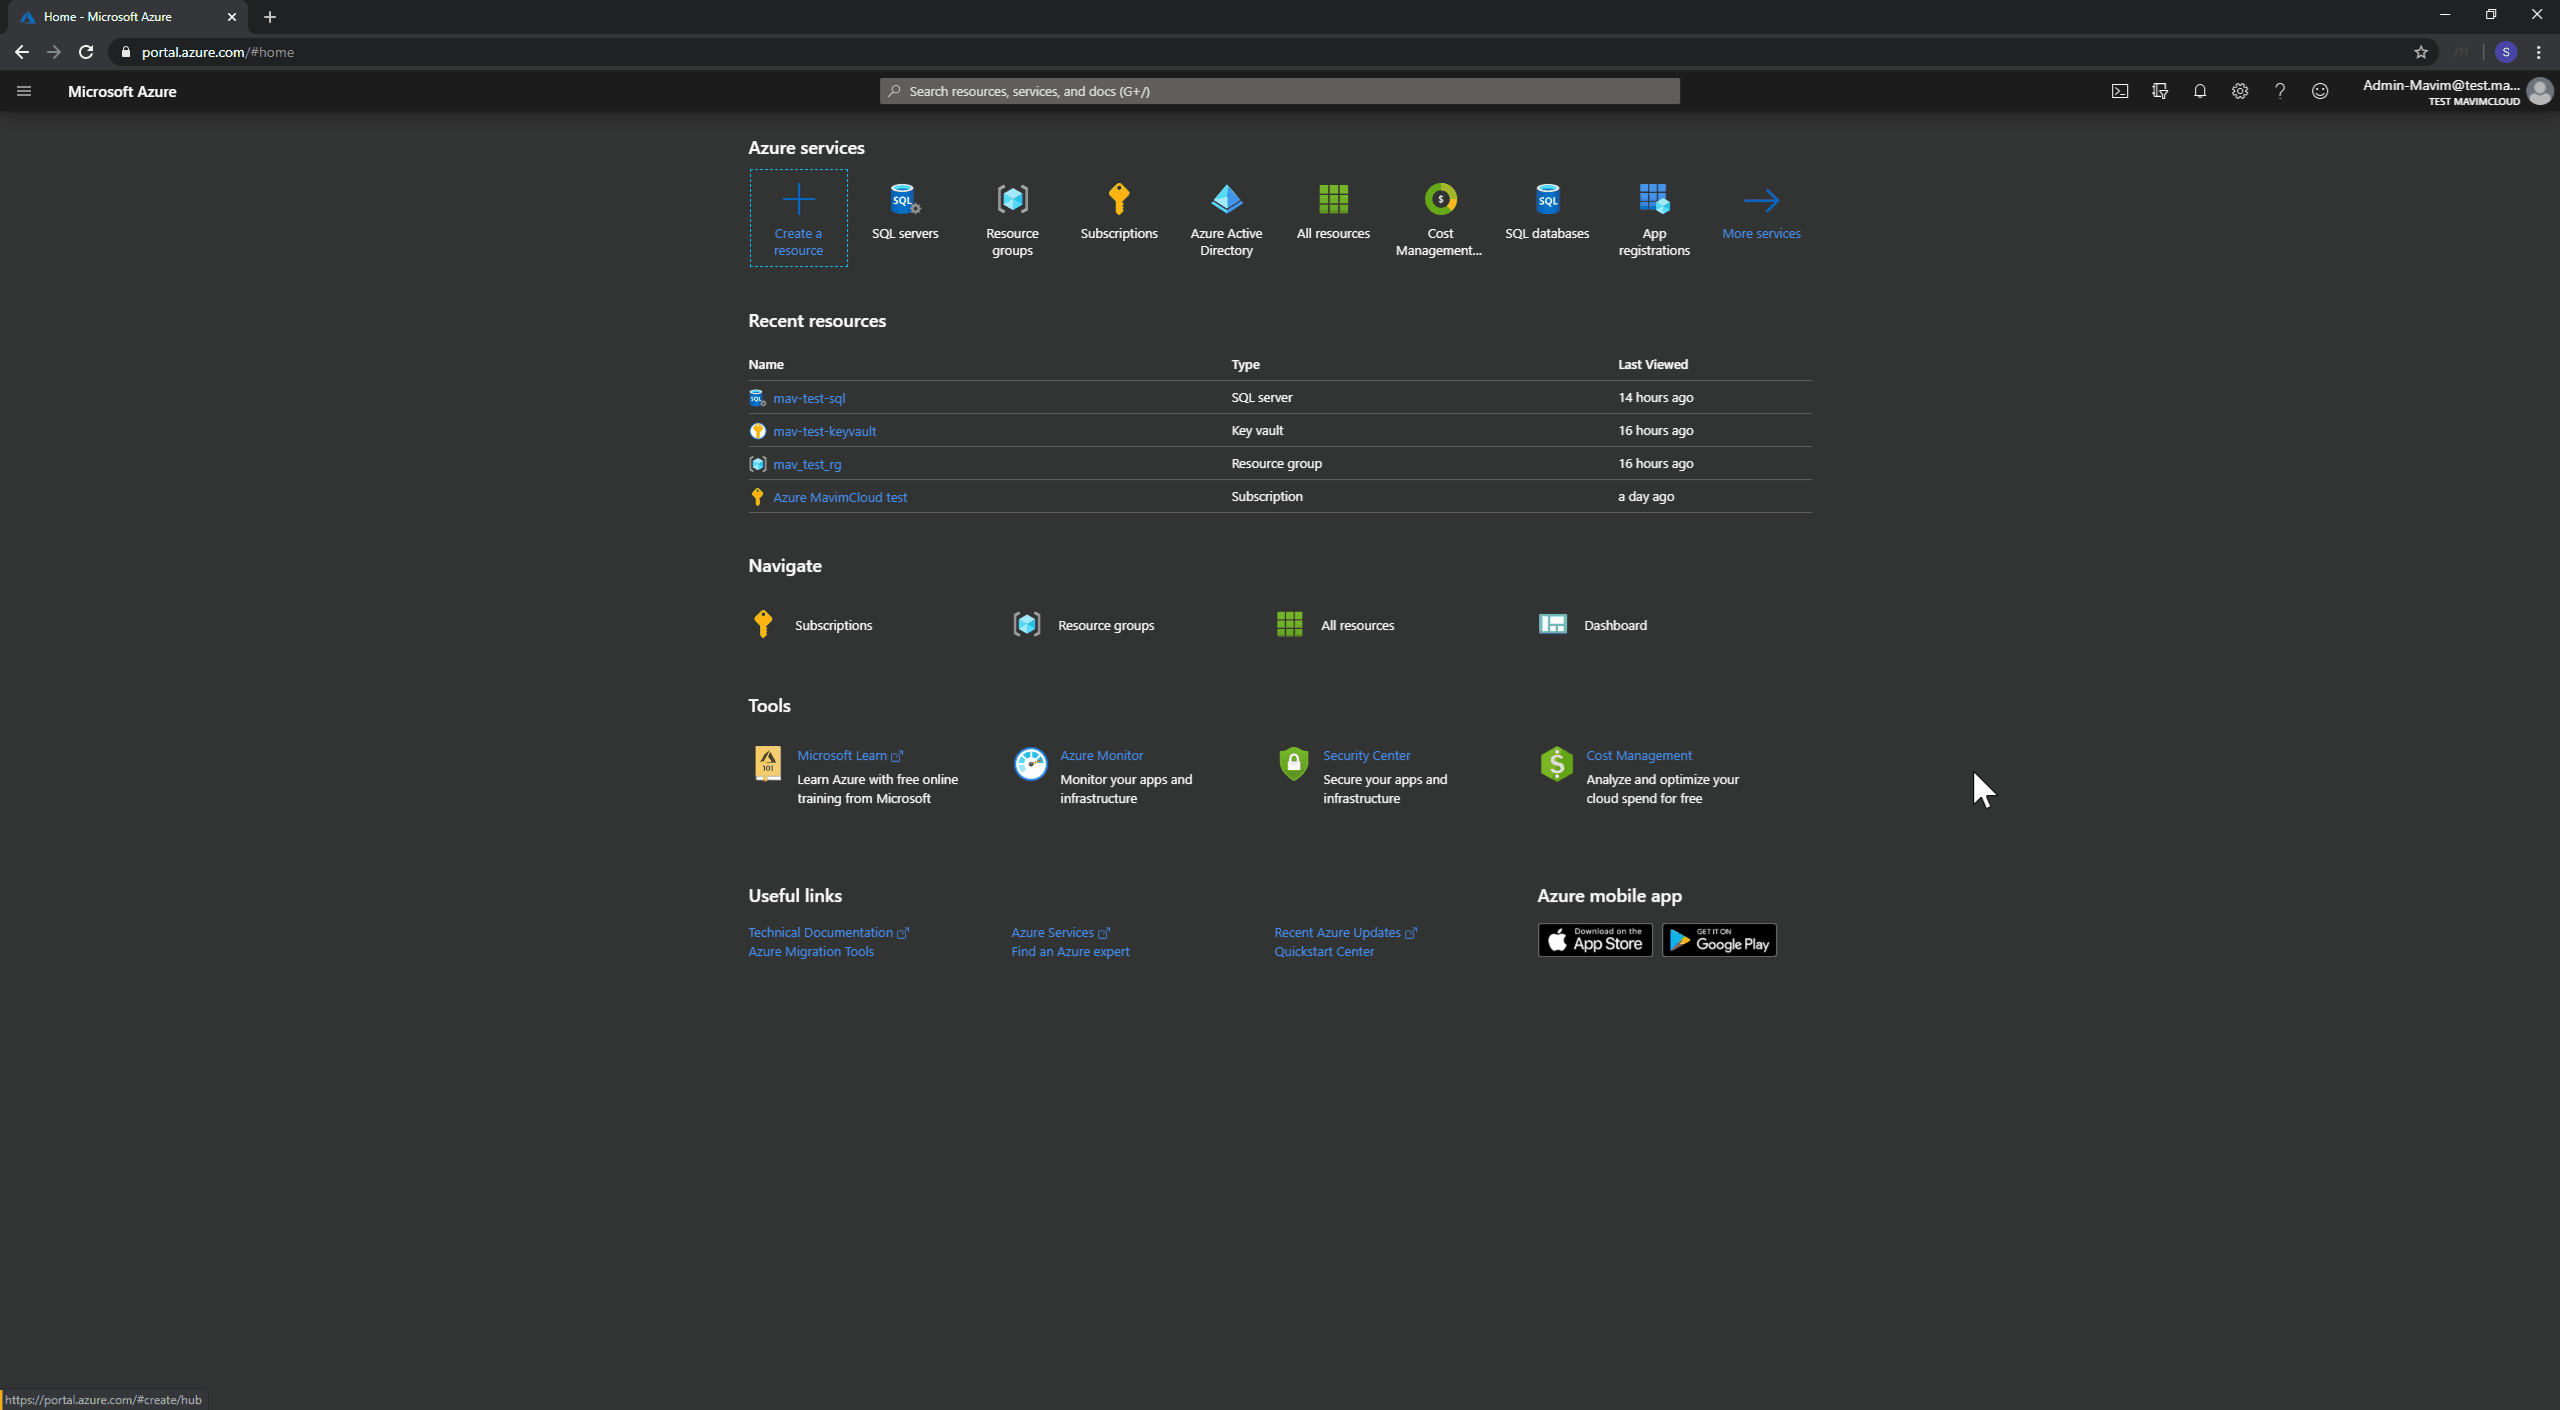 Home - Microsoft Azure
portal.azure.com/#home
S
Microsoft Azure
Search resources, services, and docs (G+/)
Admin-Mavim@test.ma...
TEST MAVIMCLOUD
Azure services
Create a
resource
SQL
SQL servers
Resource
groups
Subscriptions
Azure Active
Directory
All resources
$
Cost
Management...
SQL
SQL databases
App
registrations
More services
Recent resources
Name Type Last Viewed
SQL mav-test-sql SQL server 14 hours ago
mav-test-keyvault Key vault 16 hours ago
mav_test_rg Resource group 16 hours ago
Azure MavimCloud test Subscription a day ago
Navigate
Subscriptions Resource groups All resources Dashboard
Tools
101
Microsoft Learn
Learn Azure with free online
training from Microsoft
Azure Monitor
Monitor your apps and
infrastructure
Security Center
Secure your apps and
infrastructure
$
Cost Management
Analyze and optimize your
cloud spend for free
Useful links
Technical Documentation
Azure Migration Tools
Azure Services
Find an Azure expert
Recent Azure Updates
Quickstart Center
Azure mobile app
Download on the
App Store
GET IT ON
Google Play
https://portal.azure.com/#create/hub